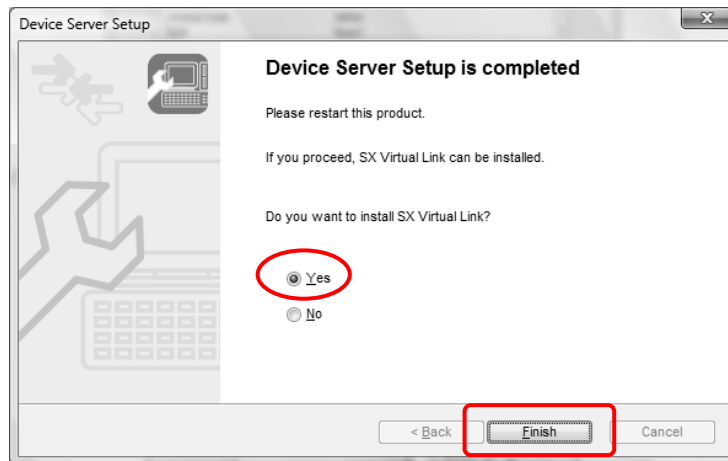 Device Server Setup
Device Server Setup is completed
Please restart this product.
If you proceed, SX Virtual Link can be installed.
Do you want to install SX Virtual Link?
Yes
No
< Back Finish Cancel